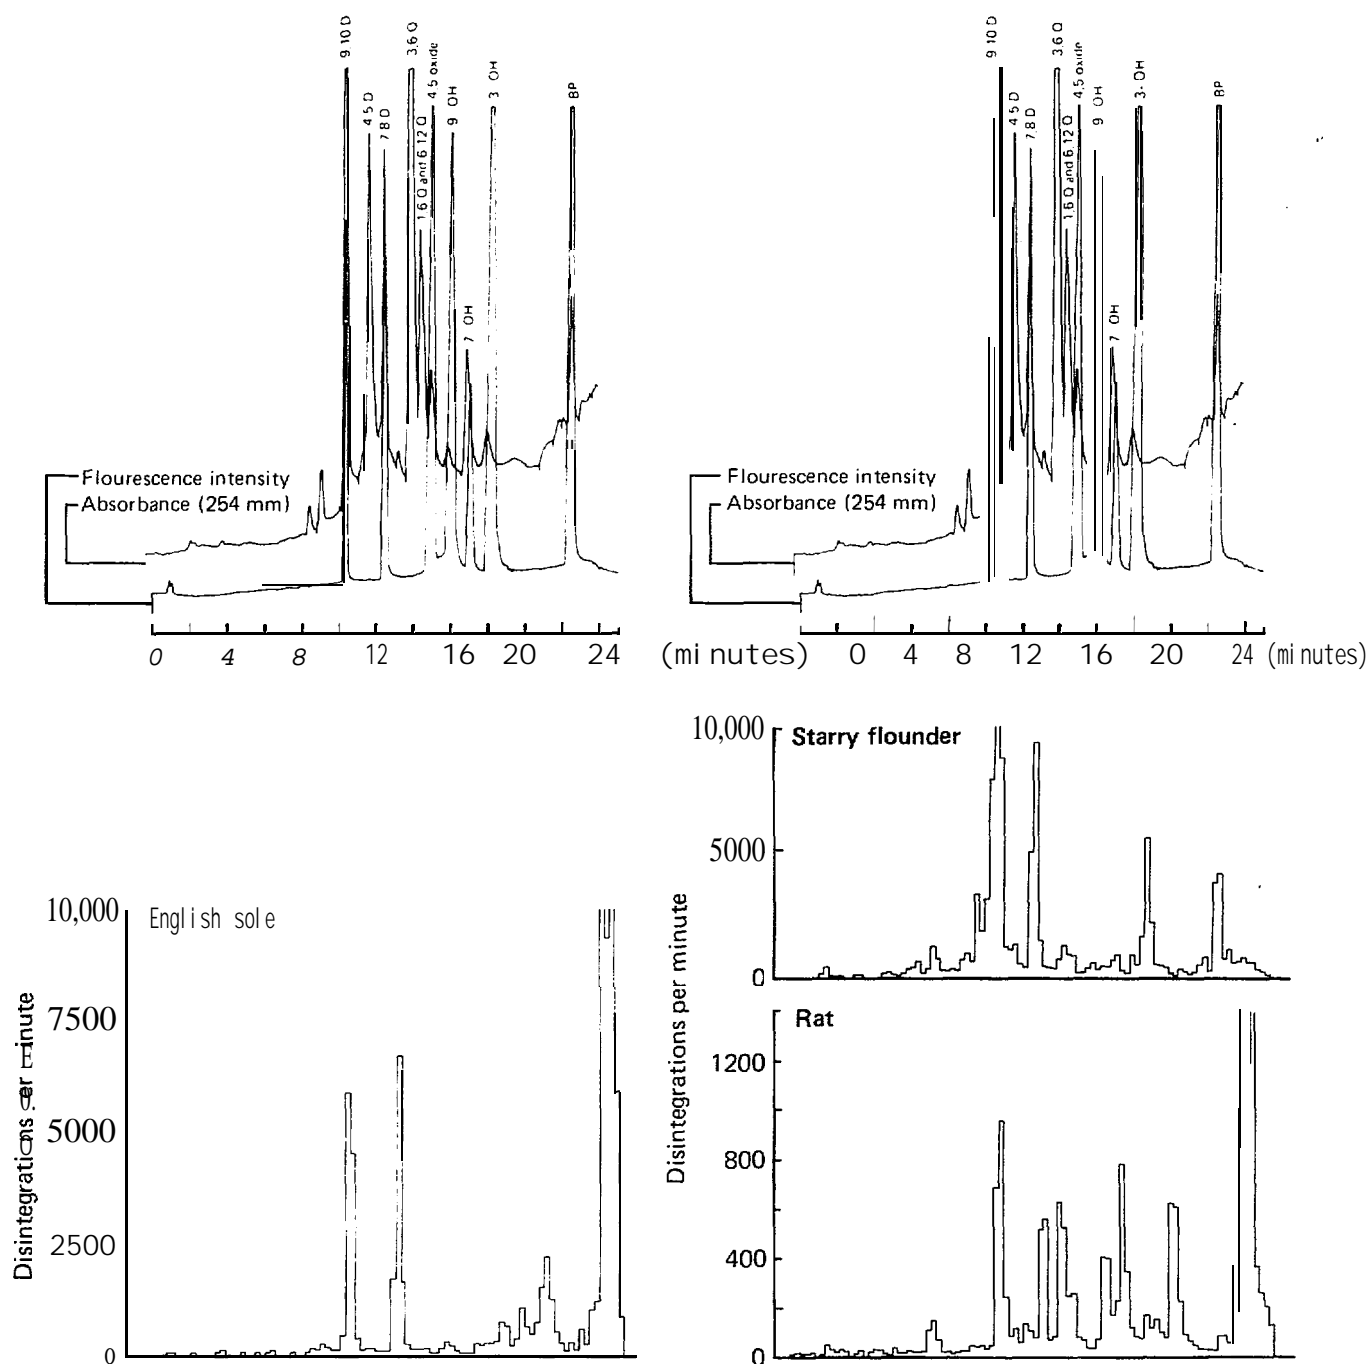 9 10 D
4 5 D
7 8 D
3.6 Q
1.6 Q and 6.12 Q
4.5 oxide
9 OH
7 OH
3 OH
BP
Flourescence intensity
Absorbance (254 mm)
0 4 8 12 16 20 24 (minutes)
9 10 D
4 5 D
7 8 D
3 6 Q
1.6 Q and 6.12 Q
4,5 oxide
9 OH
7 OH
3- OH
BP
Flourescence intensity
Absorbance (254 mm)
0 4 8 12 16 20 24 (minutes)
English sole
10,000
7500
5000
2500
0
Disintegrations per minute
Starry flounder
10,000
5000
0
Disintegrations per minute
Rat
1200
800
400
0